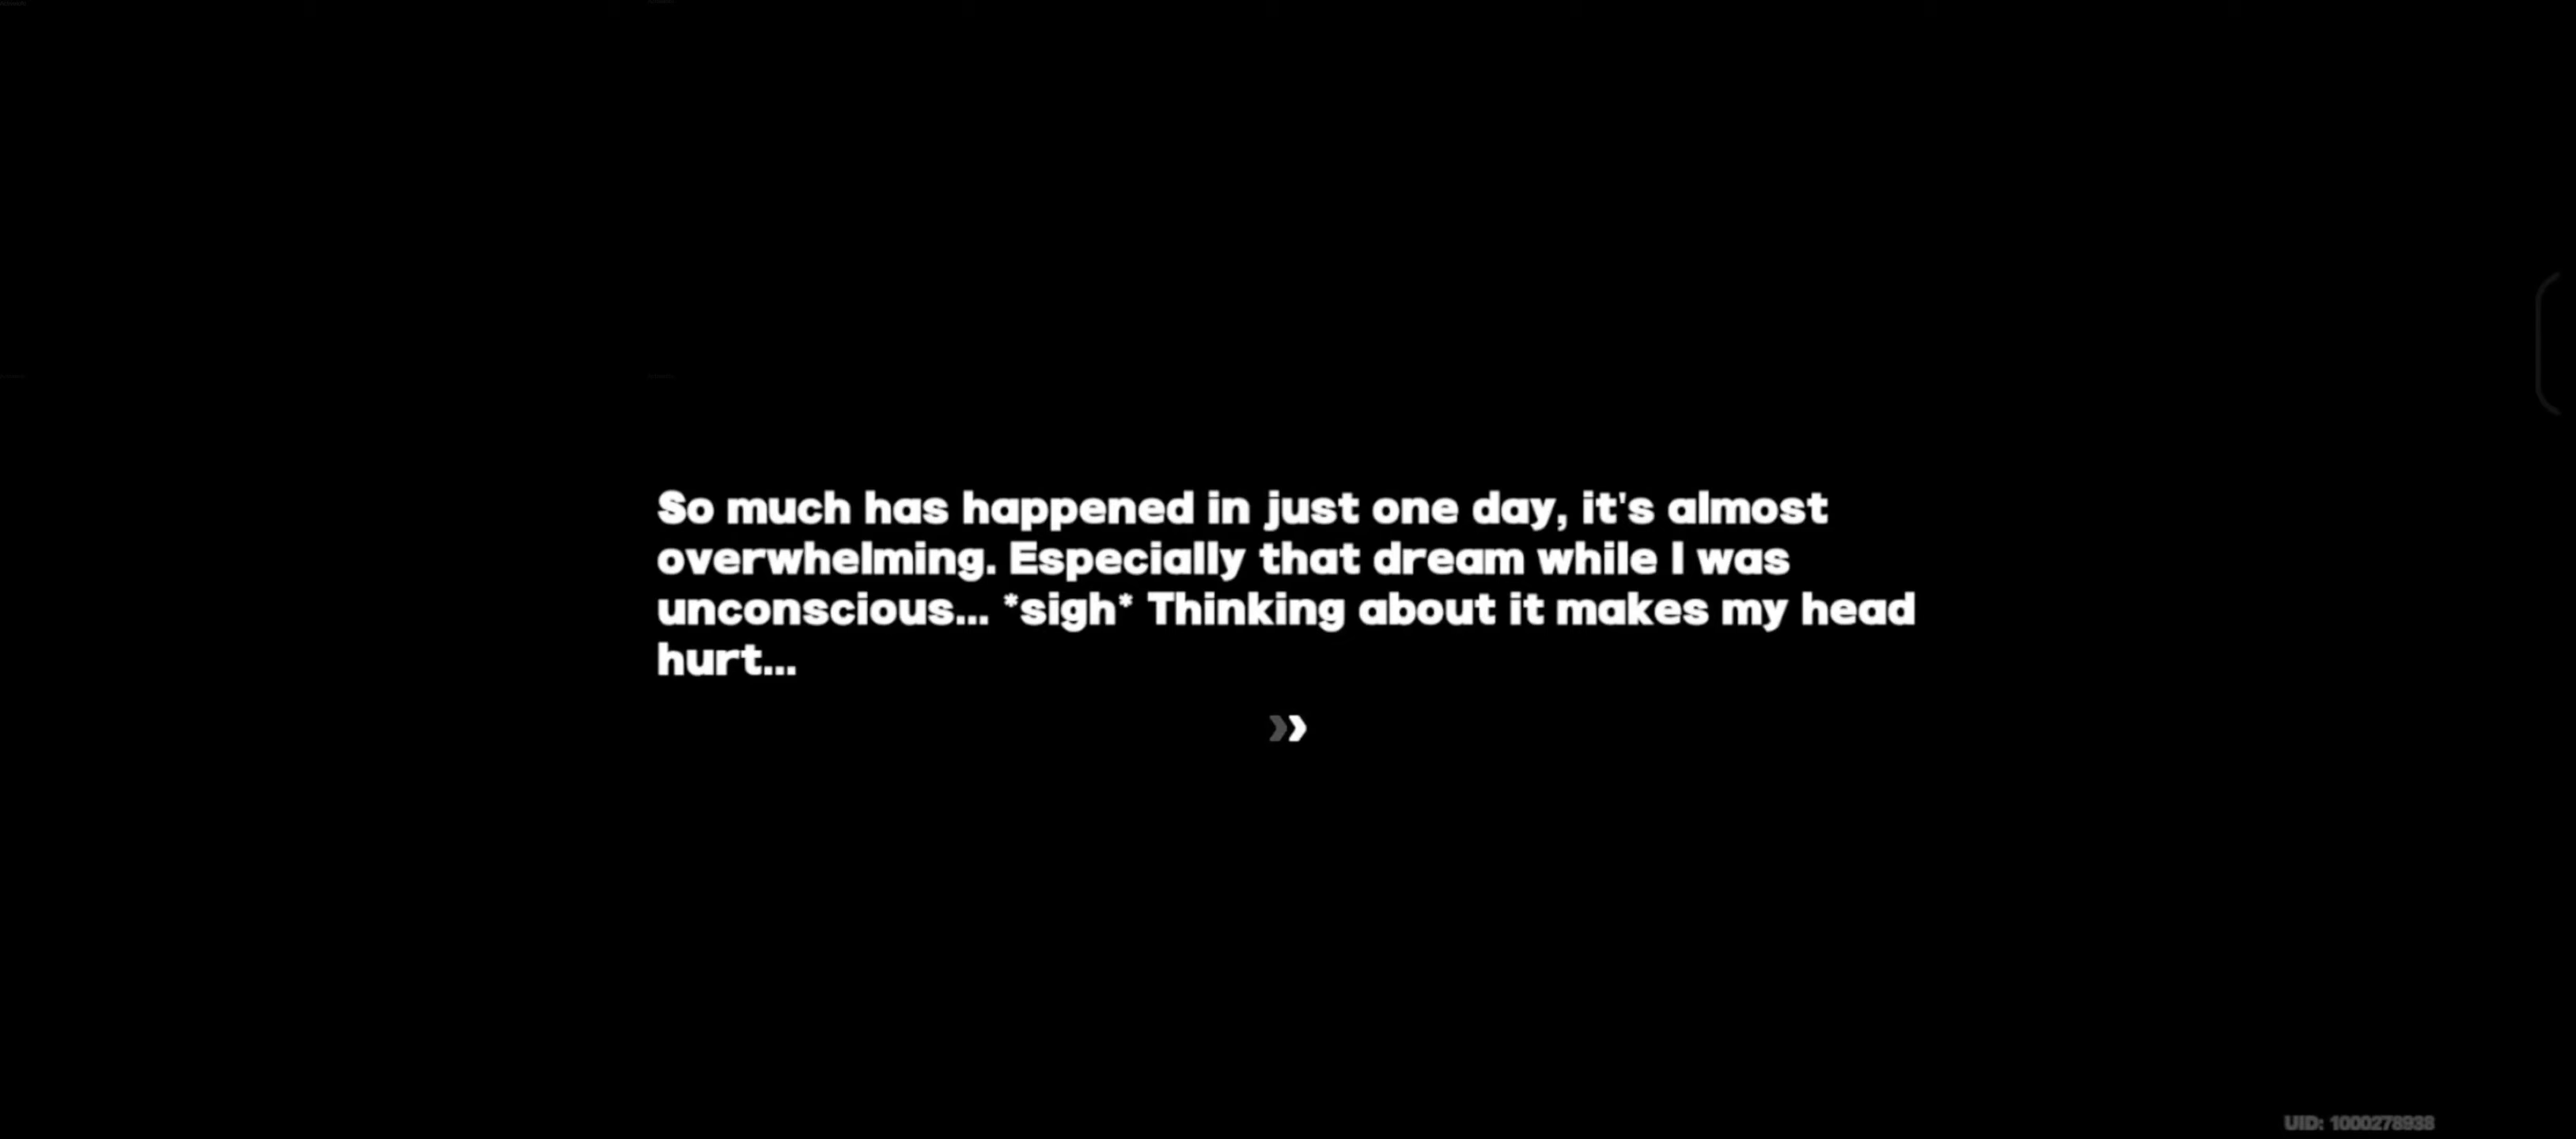 So much has happened in just one day, it's almost
overwhelming. Especially that dream while I was
unconscious... *sigh* Thinking about it makes my head
hurt...
UID: 1000278938